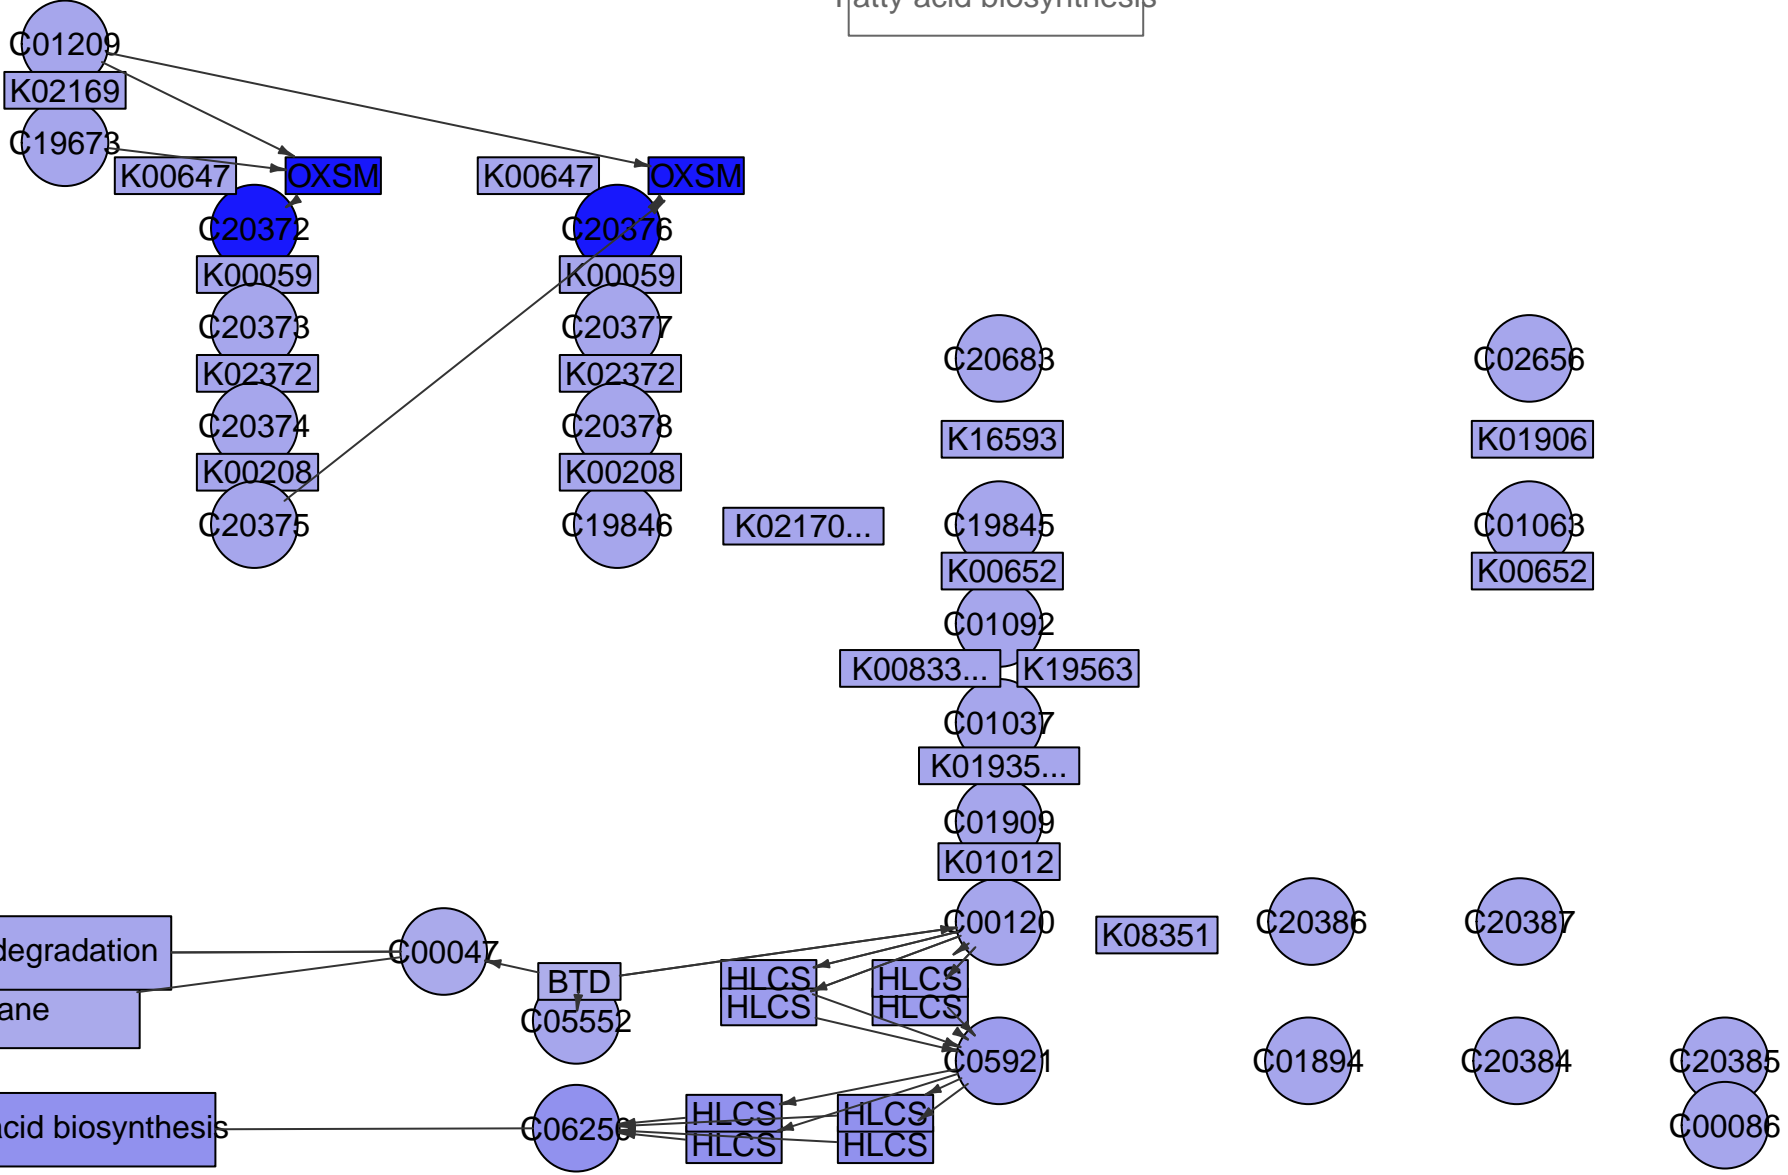 Fatty acid biosynthesis
C01209
K02169
C19673
K00647
OXSM
K00647
OXSM
C20372
C20376
K00059
K00059
C20373
C20377
C20683
C02656
K02372
K02372
C20374
C20378
K16593
K01906
K00208
K00208
C20375
C19846
K02170...
C19845
C01063
K00652
K00652
C01092
K00833...
K19563
C01037
K01935...
C01909
K01012
C00120
K08351
C20386
C20387
degradation
C00047
BTD
HLCS
HLCS
ane
C05552
HLCS
HLCS
C05921
C01894
C20384
C20385
acid biosynthesis
C06250
HLCS
HLCS
C00086
HLCS
HLCS